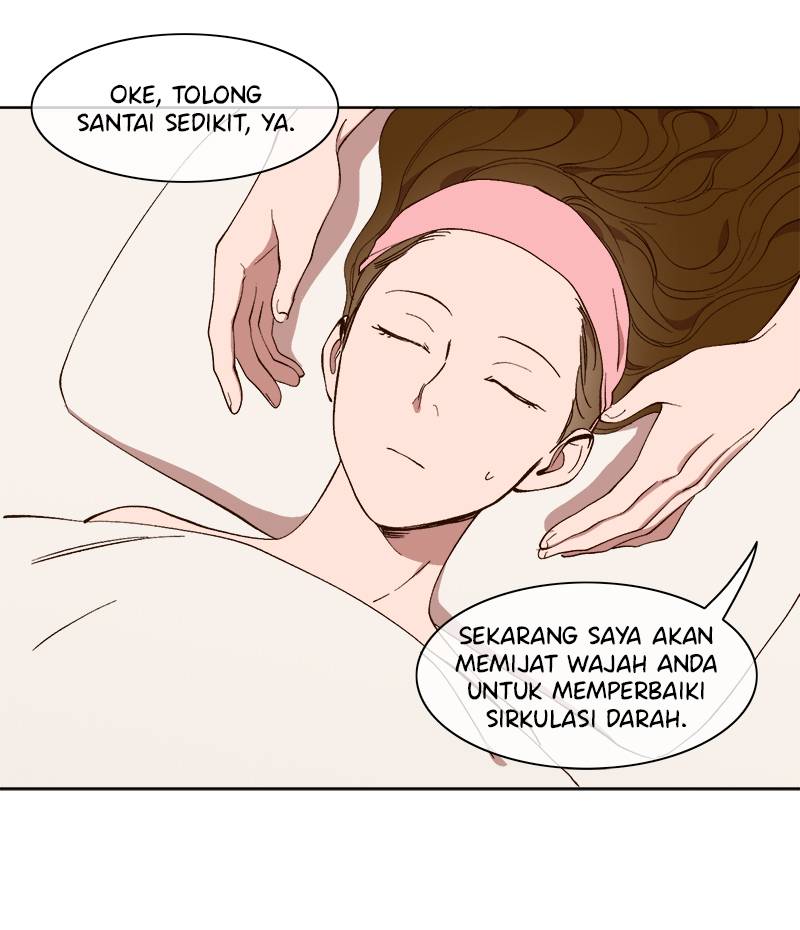 OKE, TOLONG
SANTAI SEDIKIT, YA.
SEKARANG SAYA AKAN
MEMIJAT WAJAH ANDA
UNTUK MEMPERBAIKI
SIRKULASI DARAH.